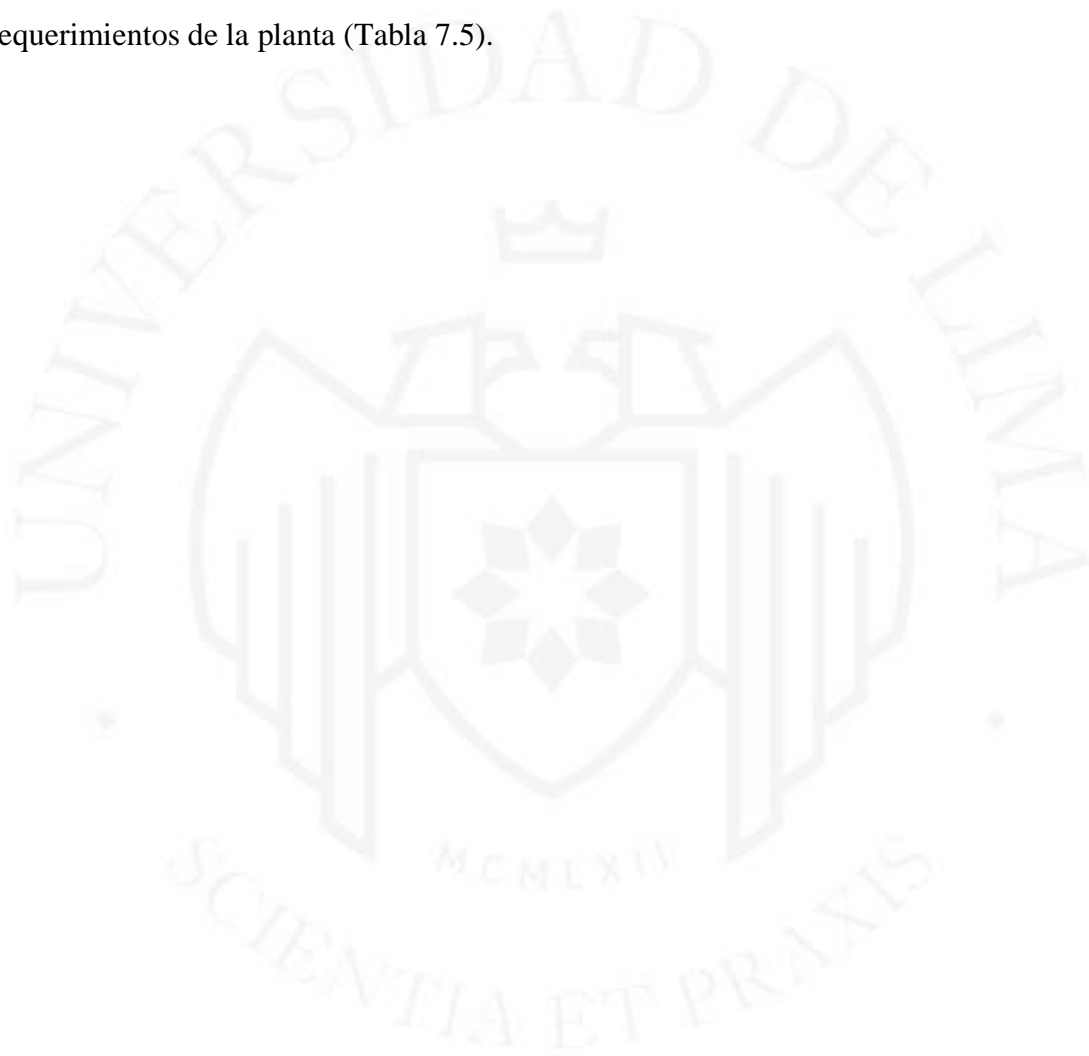 equerimientos de la planta (Tabla 7.5).
UNIVERSIDAD DE LIMA
MCMLXII
SCIENTIA ET PRAXIS